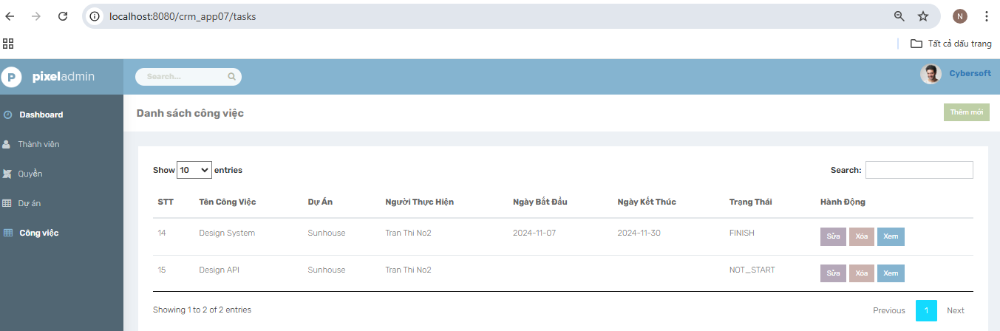 localhost:8080/crm_app07/tasks
N
Tất cả dấu trang
P pixeladmin
Search...
Cybersoft
Dashboard
Thành viên
Quyền
Dự án
Công việc
Danh sách công việc
Thêm mới
Show 10 entries
Search:
STT Tên Công Việc Dự Án Người Thực Hiện Ngày Bắt Đầu Ngày Kết Thúc Trạng Thái Hành Động
14 Design System Sunhouse Tran Thi No2 2024-11-07 2024-11-30 FINISH Sửa Xóa Xem
15 Design API Sunhouse Tran Thi No2 NOT_START Sửa Xóa Xem
Showing 1 to 2 of 2 entries
Previous 1 Next